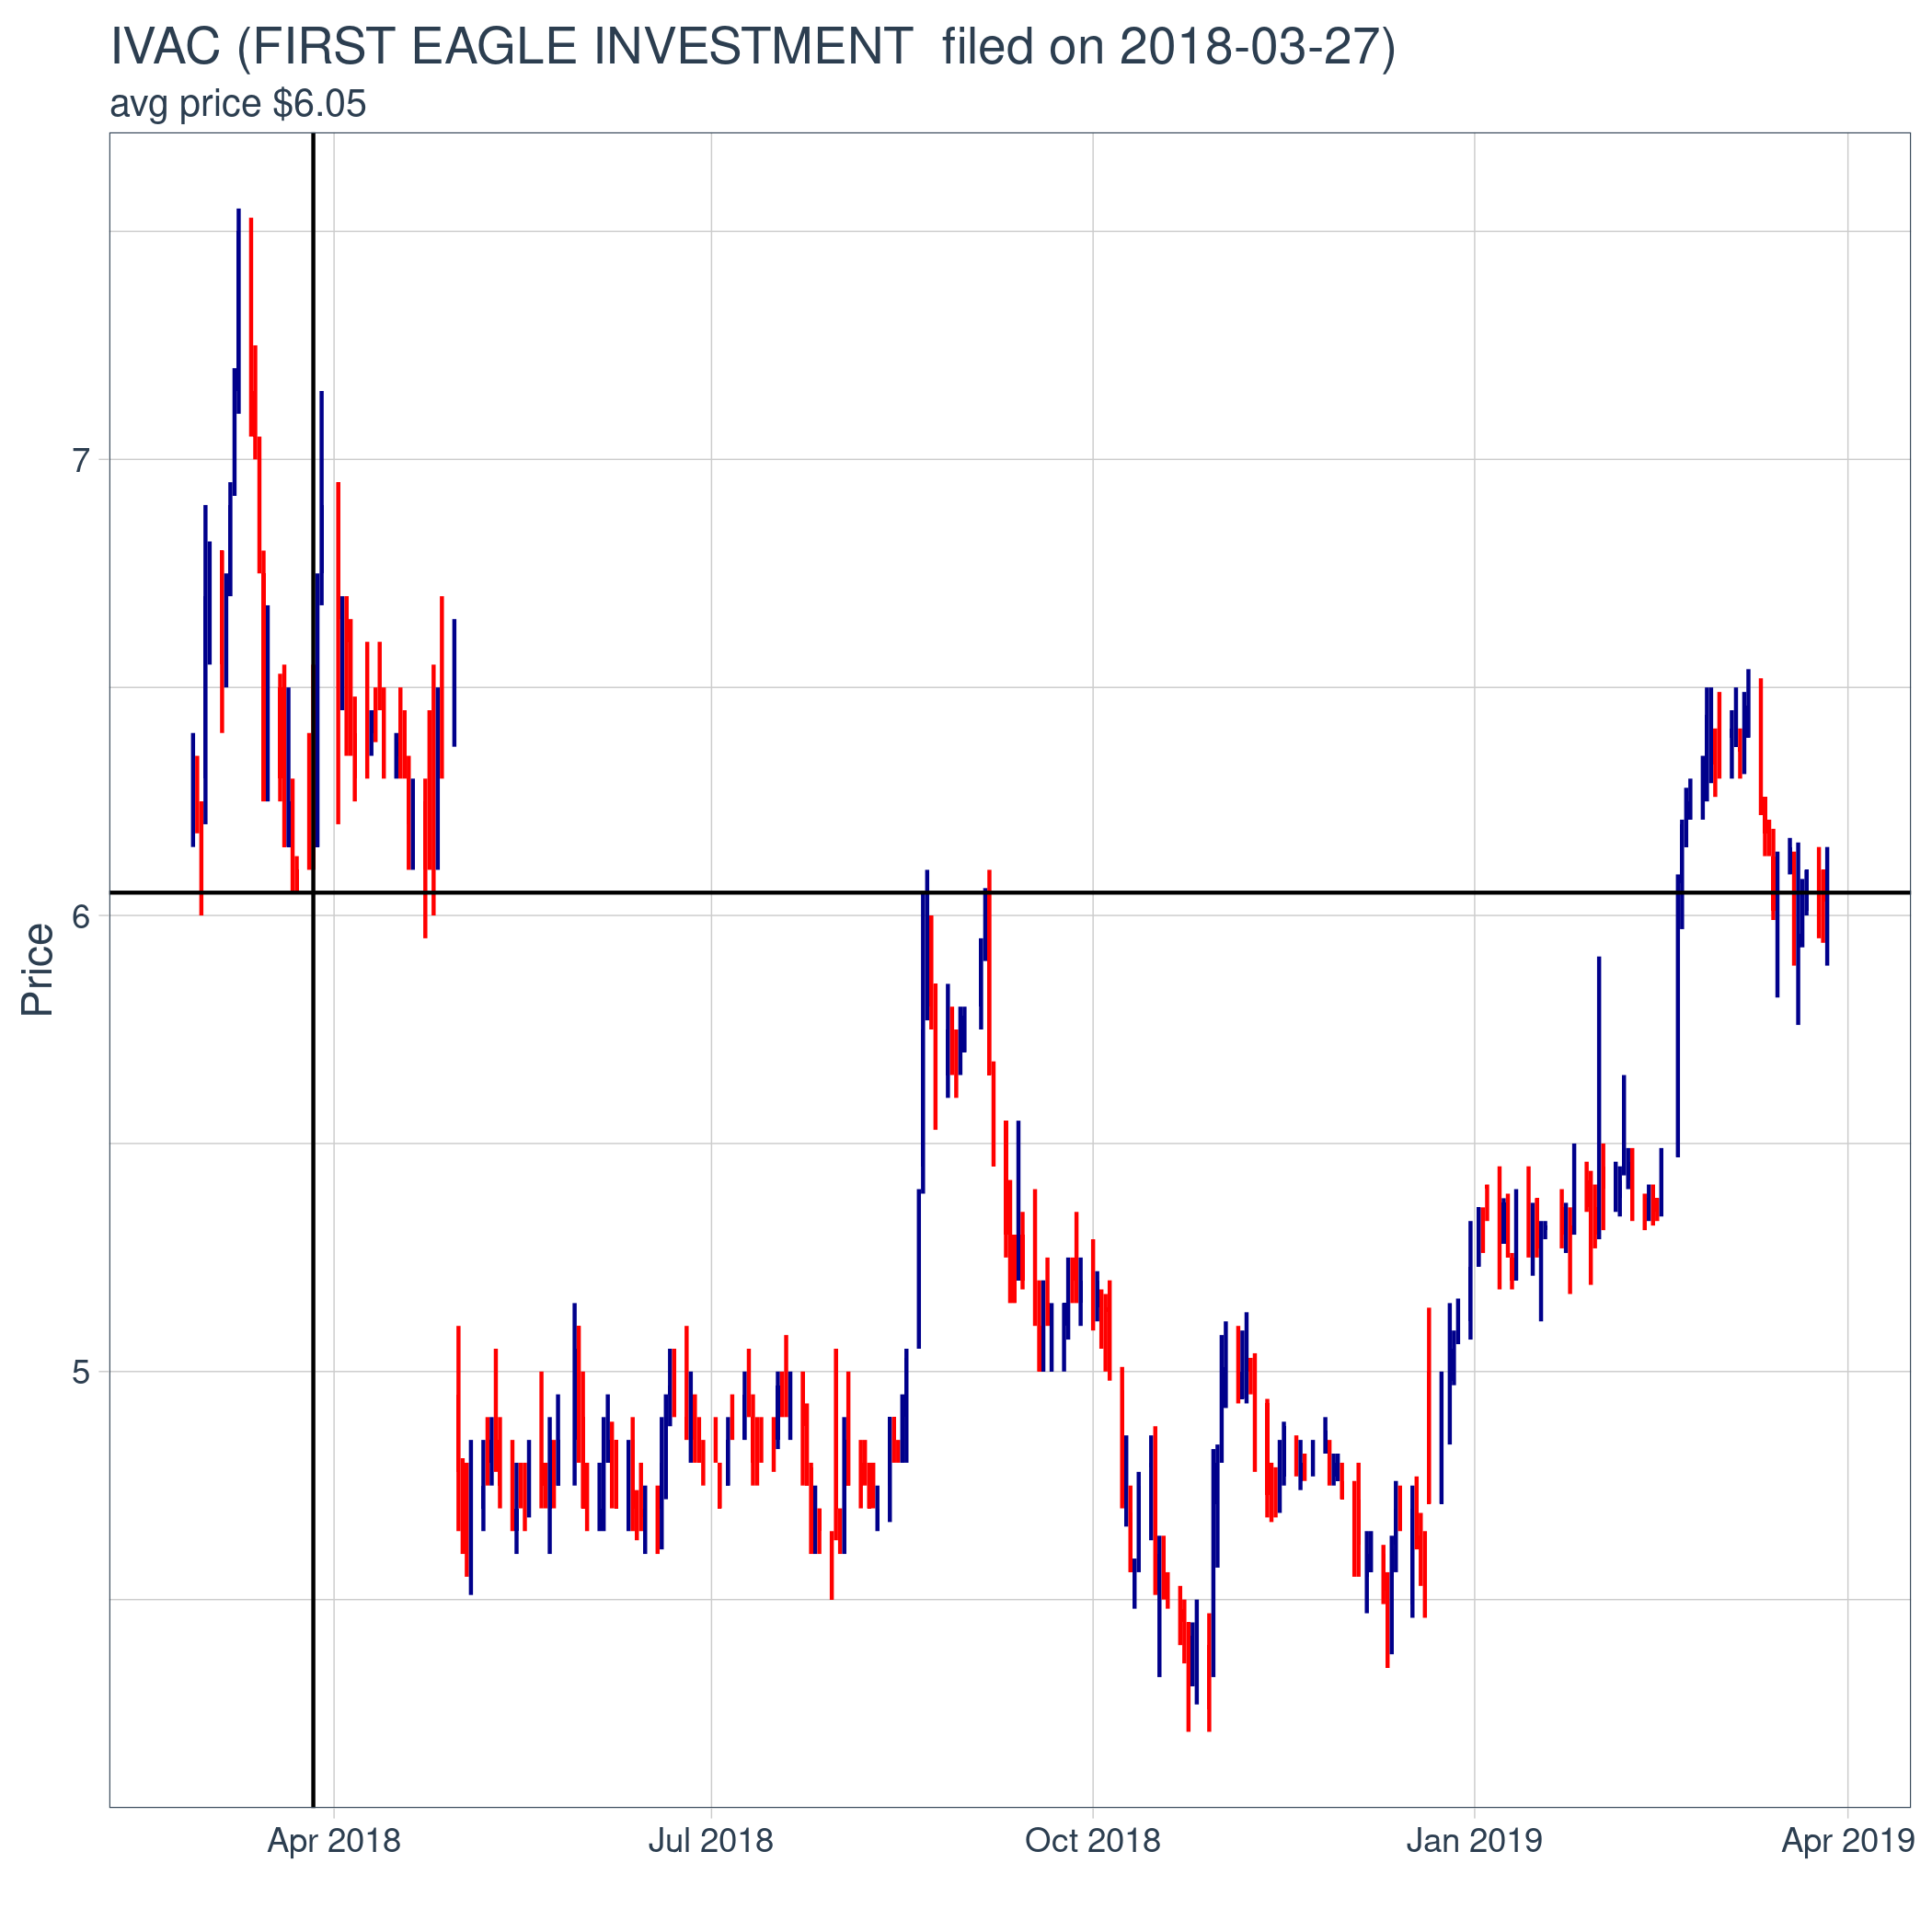 IVAC (FIRST EAGLE INVESTMENT  filed on 2018-03-27)
avg price $6.05
7
6
5
Price
Apr 2018
Jul 2018
Oct 2018
Jan 2019
Apr 2019